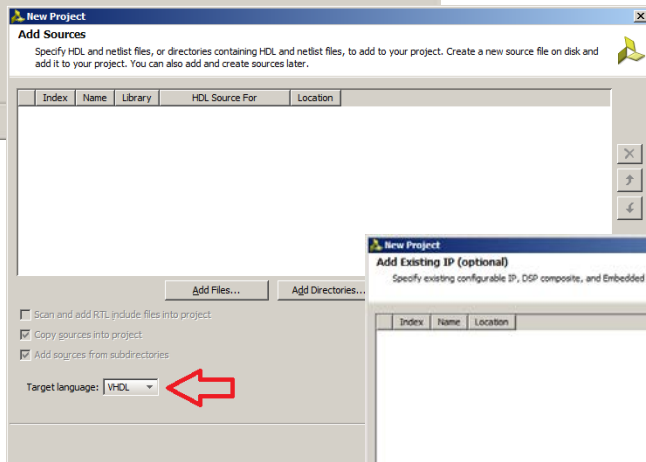 New Project
Add Sources
Specify HDL and netlist files, or directories containing HDL and netlist files, to add to your project. Create a new source file on disk and
add it to your project. You can also add and create sources later.
Index Name Library HDL Source For Location
Add Files... Add Directories...
Scan and add RTL include files into project
Copy sources into project
Add sources from subdirectories
Target language: VHDL
New Project
Add Existing IP (optional)
Specify existing configurable IP, DSP composite, and Embedded
Index Name Location